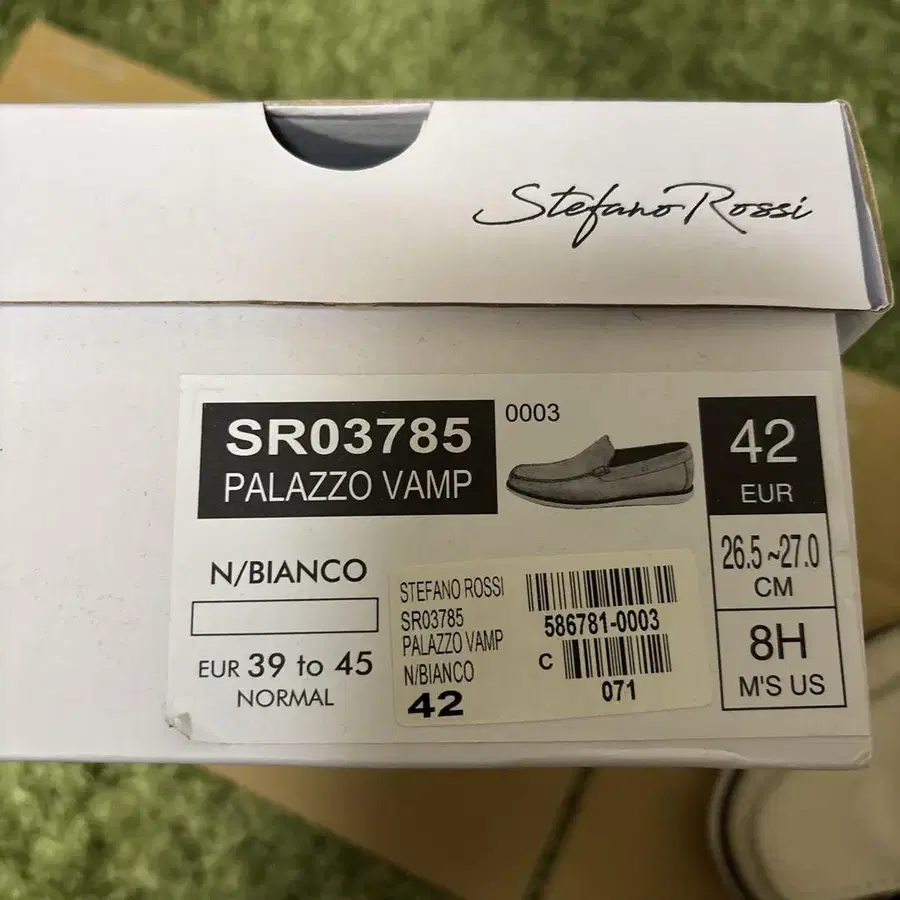 Stefano Rossi
SR03785
PALAZZO VAMP
0003
42
EUR
26.5~27.0
CM
8H
M'S US
N/BIANCO
EUR 39 to 45
NORMAL
STEFANO ROSSI
SR03785
PALAZZO VAMP
N/BIANCO
42
586781-0003
C
071